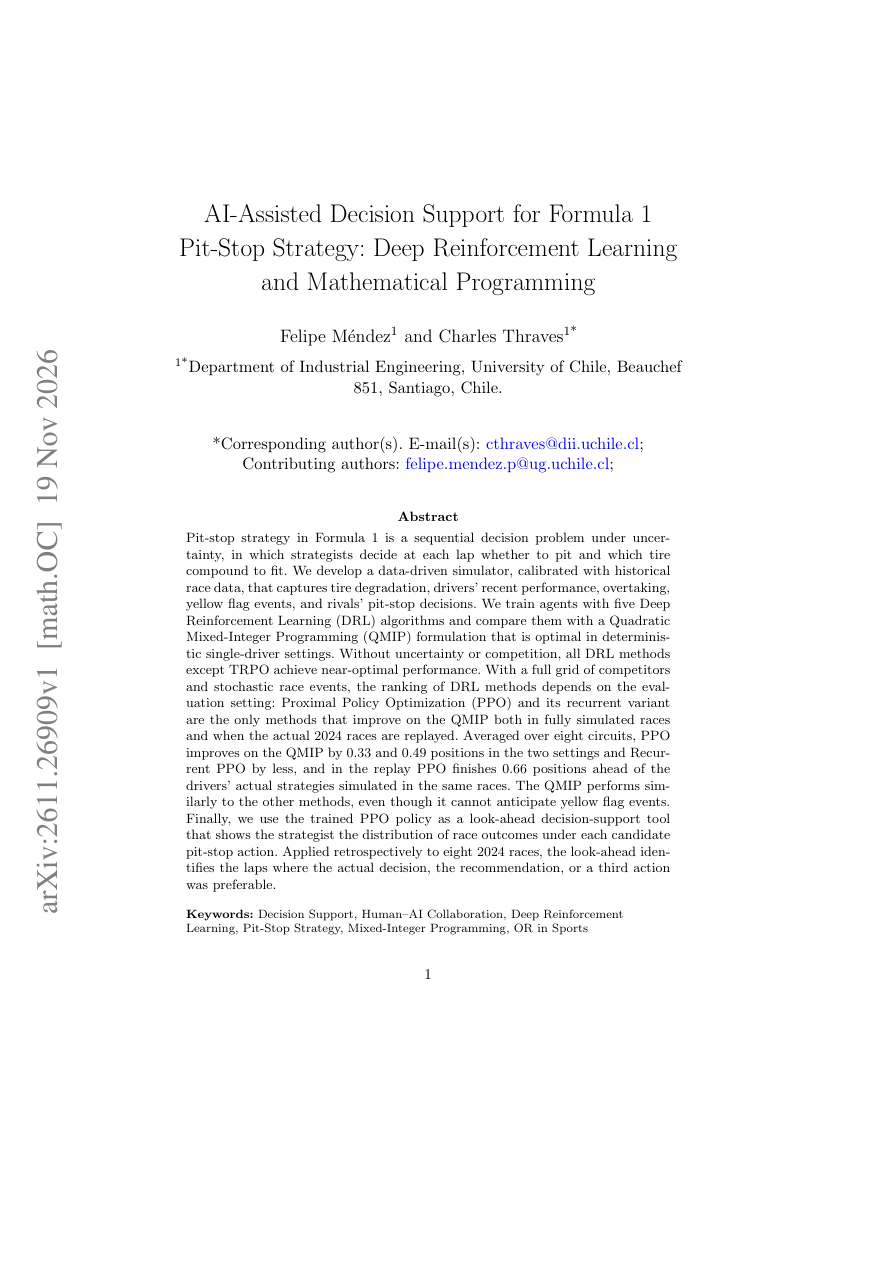 AI-Assisted Decision Support for Formula 1
Pit-Stop Strategy: Deep Reinforcement Learning
and Mathematical Programming
Felipe Méndez1 and Charles Thraves1*
1*Department of Industrial Engineering, University of Chile, Beauchef
851, Santiago, Chile.
*Corresponding author(s). E-mail(s): cthraves@dii.uchile.cl;
Contributing authors: felipe.mendez.p@ug.uchile.cl;
Abstract
Pit-stop strategy in Formula 1 is a sequential decision problem under uncer-
tainty, in which strategists decide at each lap whether to pit and which tire
compound to fit. We develop a data-driven simulator, calibrated with historical
race data, that captures tire degradation, drivers' recent performance, overtaking,
yellow flag events, and rivals' pit-stop decisions. We train agents with five Deep
Reinforcement Learning (DRL) algorithms and compare them with a Quadratic
Mixed-Integer Programming (QMIP) formulation that is optimal in determinis-
tic single-driver settings. Without uncertainty or competition, all DRL methods
except TRPO achieve near-optimal performance. With a full grid of competitors
and stochastic race events, the ranking of DRL methods depends on the eval-
uation setting: Proximal Policy Optimization (PPO) and its recurrent variant
are the only methods that improve on the QMIP both in fully simulated races
and when the actual 2024 races are replayed. Averaged over eight circuits, PPO
improves on the QMIP by 0.33 and 0.49 positions in the two settings and Recur-
rent PPO by less, and in the replay PPO finishes 0.66 positions ahead of the
drivers' actual strategies simulated in the same races. The QMIP performs sim-
ilarly to the other methods, even though it cannot anticipate yellow flag events.
Finally, we use the trained PPO policy as a look-ahead decision-support tool
that shows the strategist the distribution of race outcomes under each candidate
pit-stop action. Applied retrospectively to eight 2024 races, the look-ahead iden-
tifies the laps where the actual decision, the recommendation, or a third action
was preferable.
Keywords: Decision Support, Human–AI Collaboration, Deep Reinforcement
Learning, Pit-Stop Strategy, Mixed-Integer Programming, OR in Sports
1
arXiv:2611.26909v1 [math.OC] 19 Nov 2026